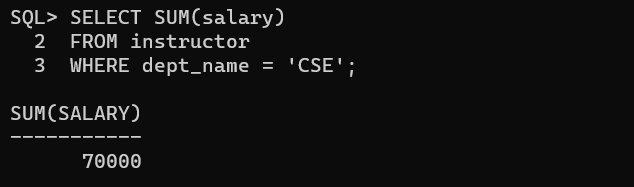 SQL> SELECT SUM(salary)
  2  FROM instructor
  3  WHERE dept_name = 'CSE';
SUM(SALARY)
-----------
      70000